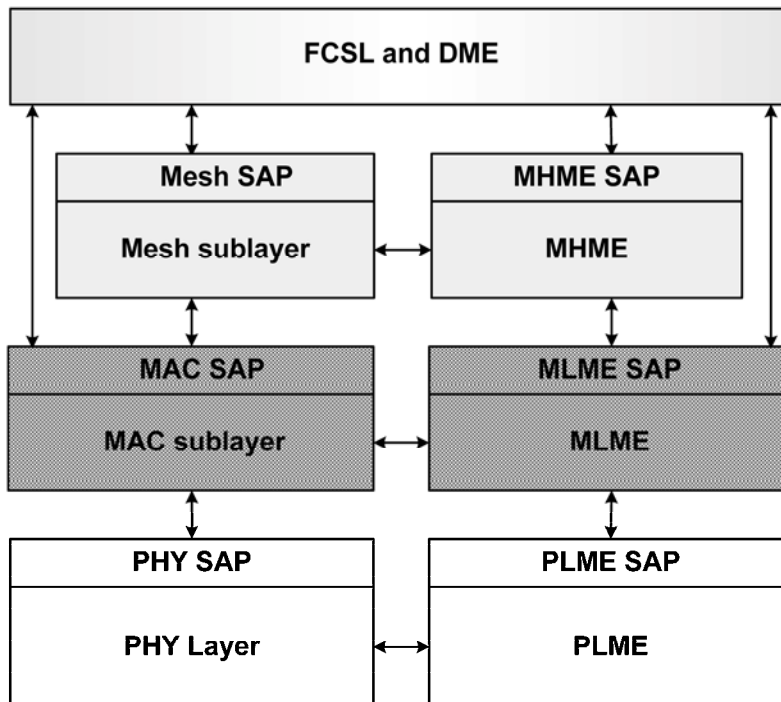 FCSL and DME
Mesh SAP
MHME SAP
Mesh sublayer
MHME
MAC SAP
MLME SAP
MAC sublayer
MLME
PHY SAP
PLME SAP
PHY Layer
PLME